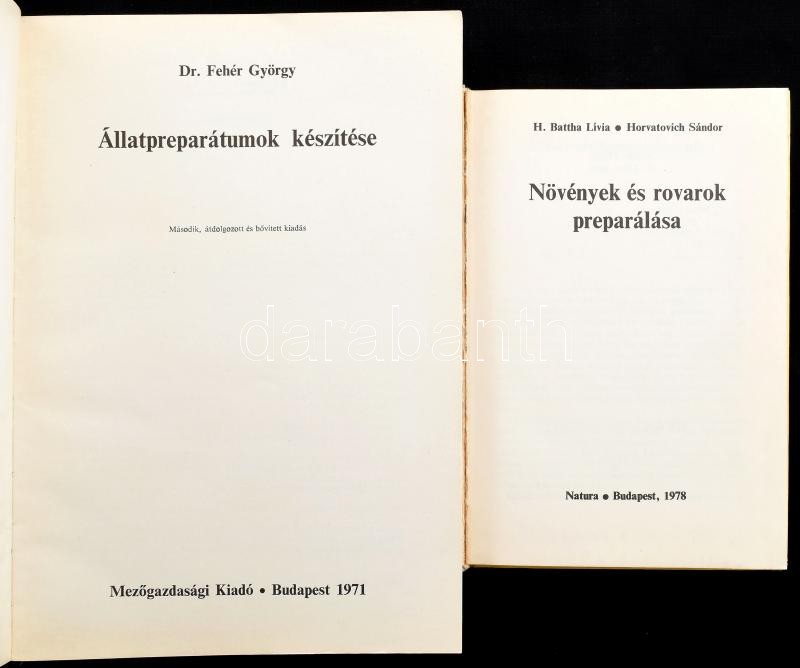 Dr. Fehér György
Állatpreparátumok készítése
Második, átdolgozott és bővített kiadás
Mezőgazdasági Kiadó • Budapest 1971
H. Battha Lívia • Horvatovich Sándor
Növények és rovarok
preparálása
Natura • Budapest, 1978
darabanth